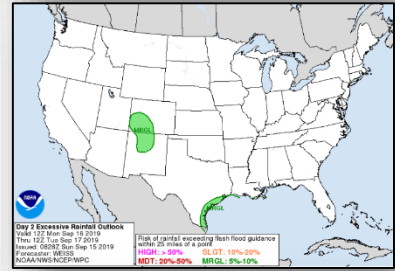 MRGL
MRGL
NOAA
Day 2 Excessive Rainfall Outlook
Valid 12Z Mon Sep 16 2019
Thru 12Z Tue Sep 17 2019
Issued: 0828Z Sun Sep 15 2019
Forecaster: WEISS
NOAA/NWS/NCEP/WPC
Risk of rainfall exceeding flash flood guidance
within 25 miles of a point
HIGH: > 50% SLGT: 10%-20%
MDT: 20%-50% MRGL: 5%-10%